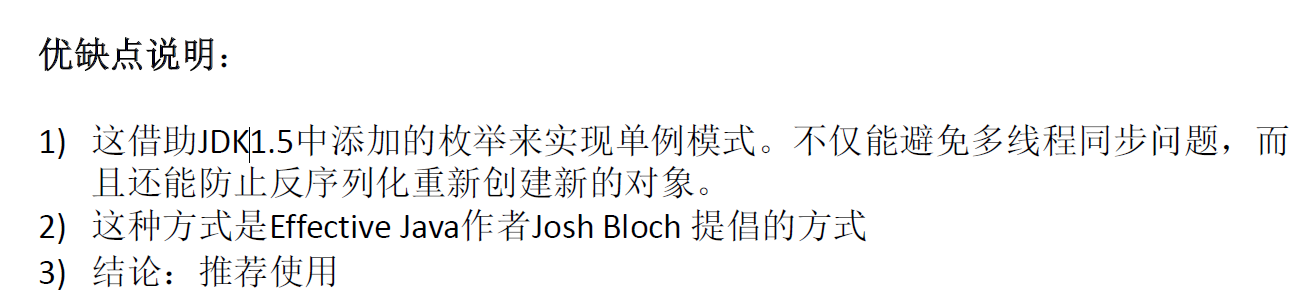 优缺点说明：
1) 这借助JDK1.5中添加的枚举来实现单例模式。不仅能避免多线程同步问题，而
且还能防止反序列化重新创建新的对象。
2) 这种方式是Effective Java作者Josh Bloch 提倡的方式
3) 结论：推荐使用